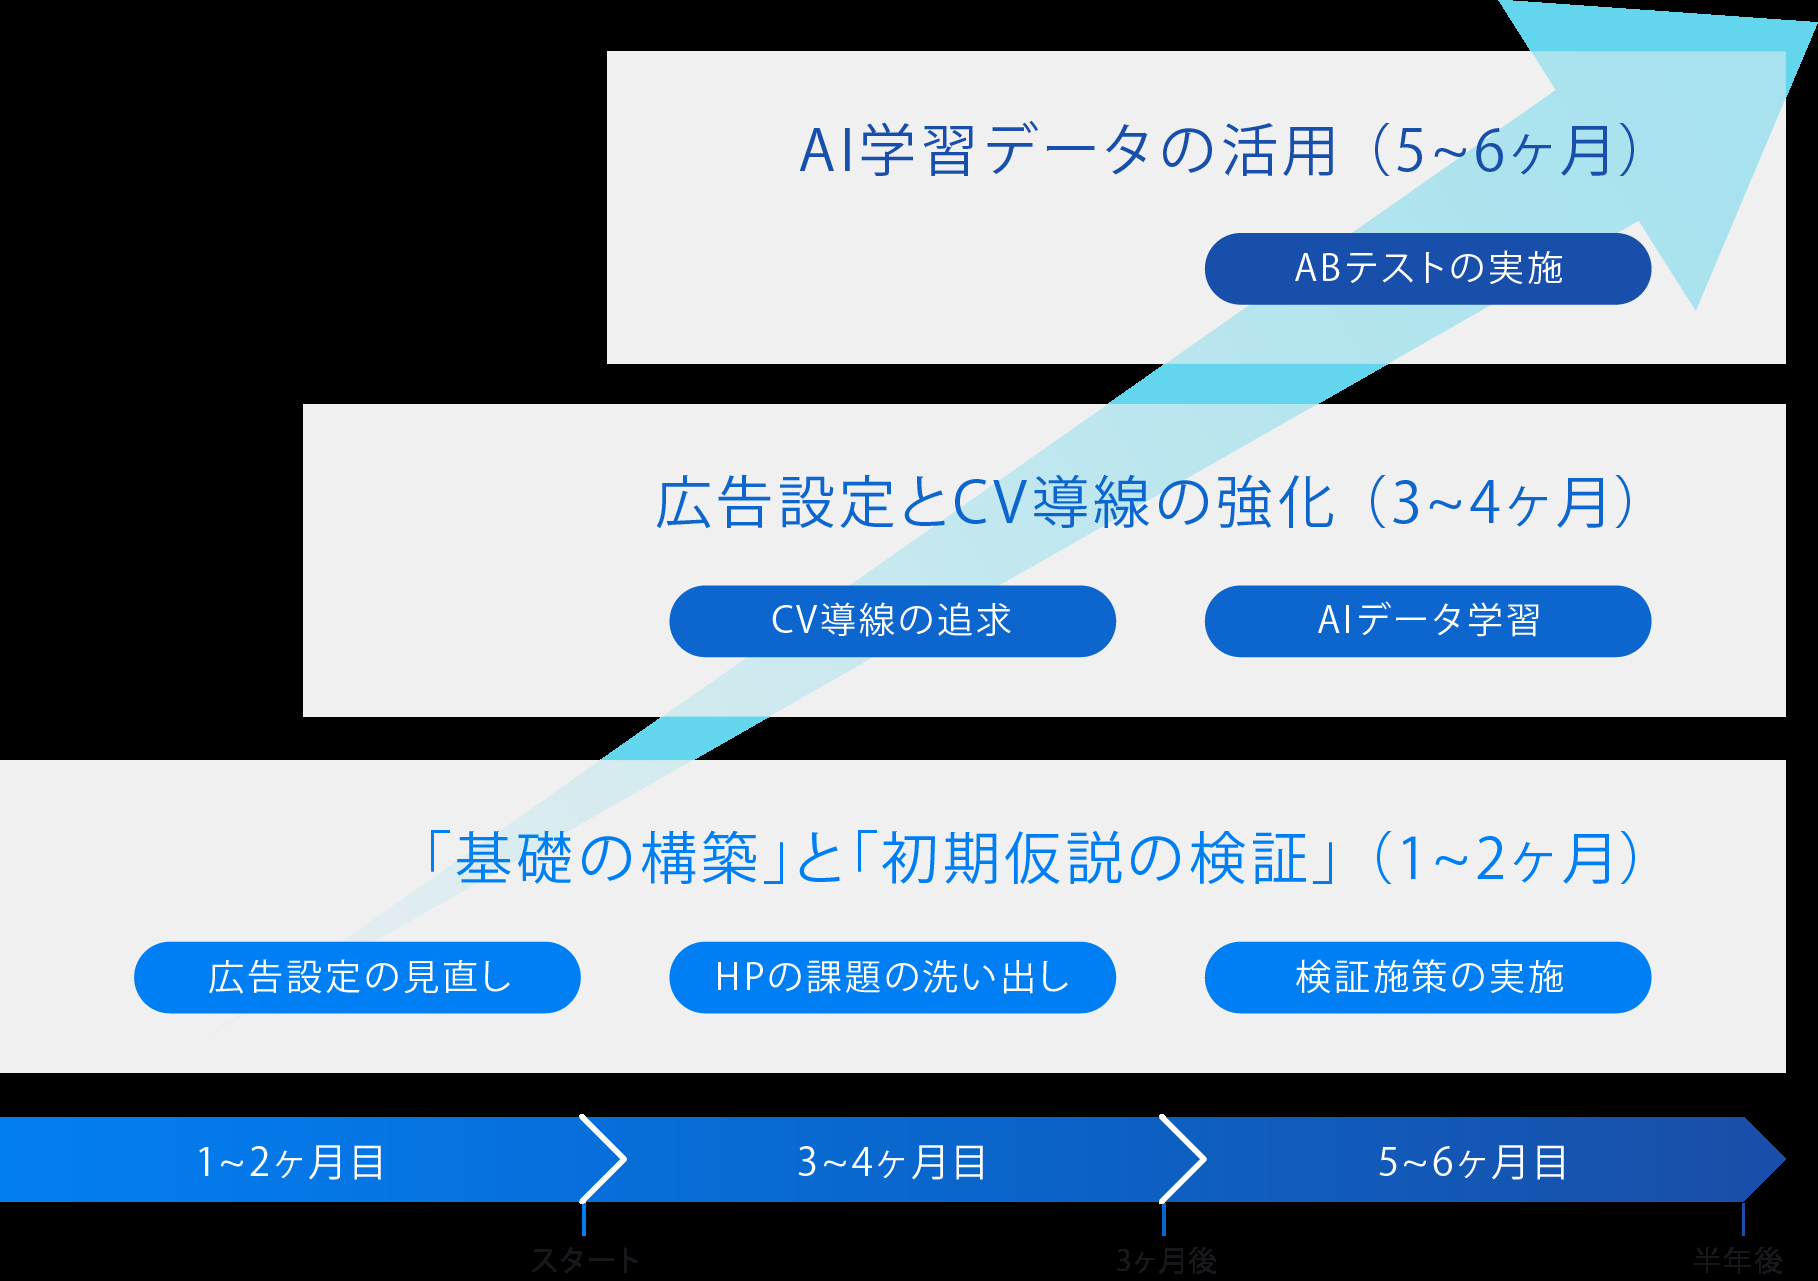 AI学習データの活用（5~6ヶ月）
ABテストの実施
広告設定とCV導線の強化（3~4ヶ月）
CV導線の追求
AIデータ学習
「基礎の構築」と「初期仮説の検証」（1~2ヶ月）
広告設定の見直し
HPの課題の洗い出し
検証施策の実施
1~2ヶ月目
3~4ヶ月目
5~6ヶ月目
スタート
3ヶ月後
半年後